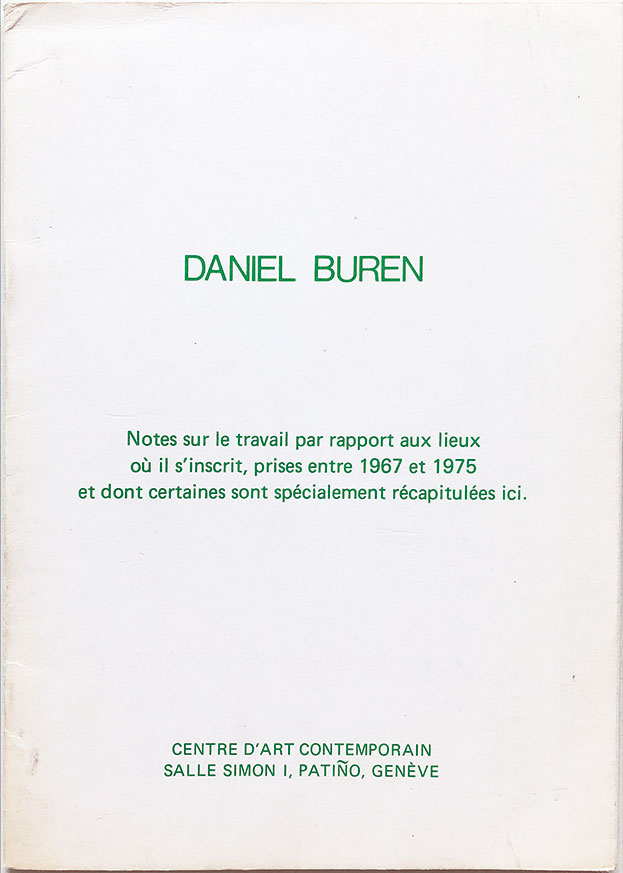 DANIEL BUREN
Notes sur le travail par rapport aux lieux
où il s'inscrit, prises entre 1967 et 1975
et dont certaines sont spécialement récapitulées ici.
CENTRE D'ART CONTEMPORAIN
SALLE SIMON I, PATIÑO, GENÈVE